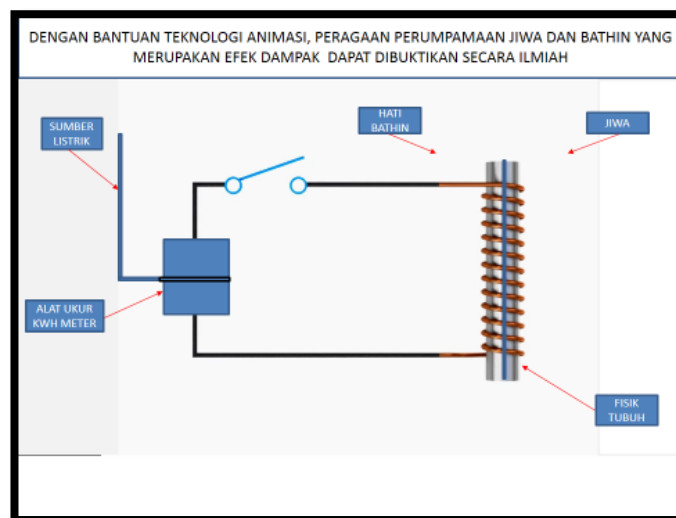 DENGAN BANTUAN TEKNOLOGI ANIMASI, PERAGAAN PERUMPAMAAN JIWA DAN BATHIN YANG
MERUPAKAN EFEK DAMPAK DAPAT DIBUKTIKAN SECARA ILMIAH
SUMBER
LISTRIK
HATI
BATHIN
JIWA
ALAT UKUR
KWH METER
FISIK
TUBUH